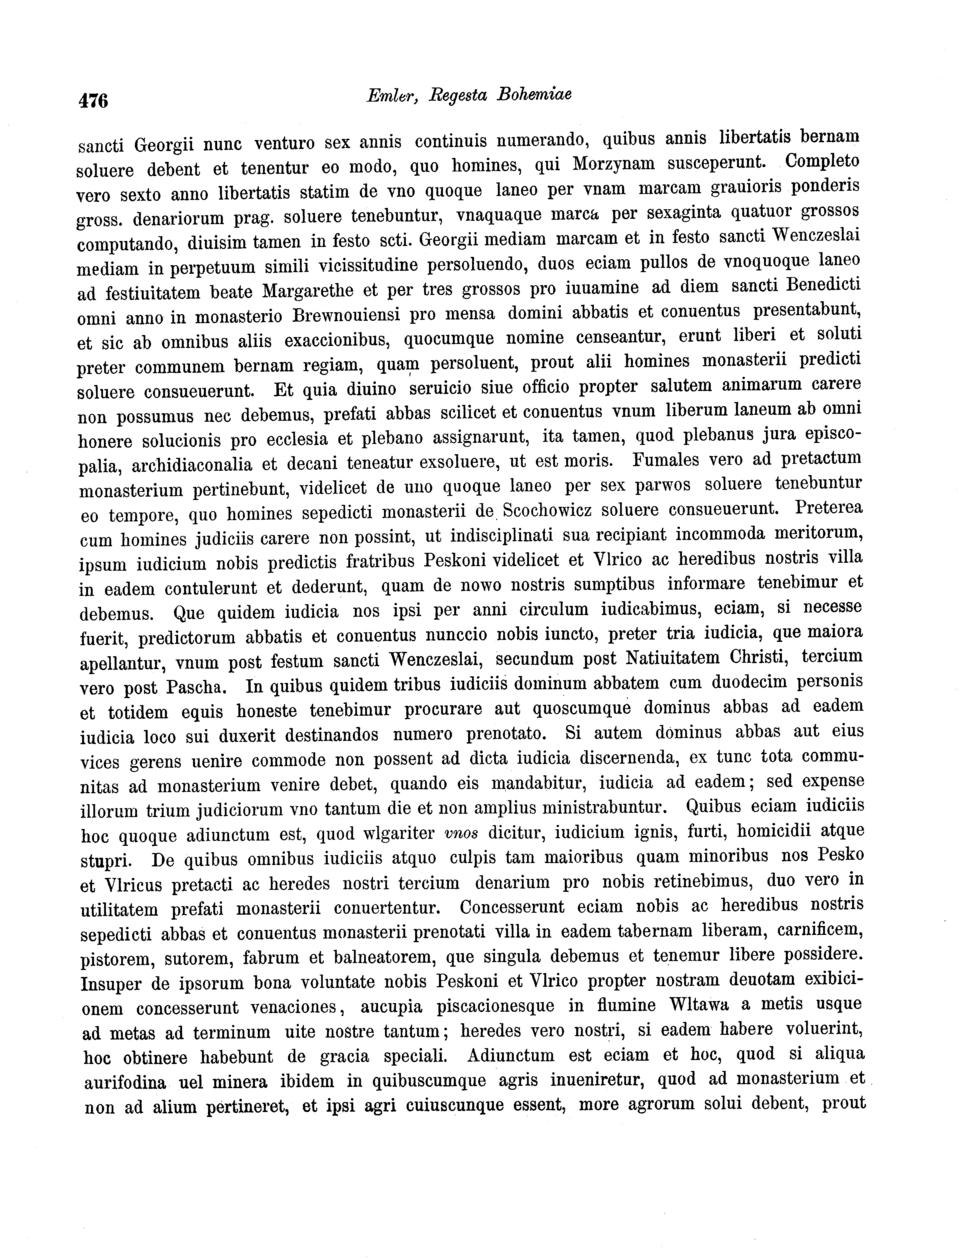 476
Emler, Regesta Bohemiae
sancti Georgii nunc venturo sex annis continuis numerando, quibus annis libertatis bernam
soluere debent et tenentur eo modo, quo homines, qui Morzynam susceperunt. Completo
vero sexto anno libertatis statim de vno quoque laneo per vnam marcam grauioris ponderis
gross. denariorum prag. soluere tenebuntur, vnaquaque marca per sexaginta quatuor grossos
computando, diuisim tamen in festo scti. Georgii mediam marcam et in festo sancti Wenczeslai
mediam in perpetuum simili vicissitudine persoluendo, duos eciam pullos de vnoquoque laneo
ad festiuitatem beate Margarethe et per tres grossos pro iuuamine ad diem sancti Benedicti
omni anno in monasterio Brewnouiensi pro mensa domini abbatis et conuentus presentabunt,
et sic ab omnibus aliis exaccionibus, quocumque nomine censeantur, erunt liberi et soluti
preter communem bernam regiam, quam persoluent, prout alii homines monasterii predicti
soluere consueuerunt. Et quia diuino seruicio siue officio propter salutem animarum carere
non possumus nec debemus, prefati abbas scilicet et conuentus vnum liberum laneum ab omni
honere solucionis pro ecclesia et plebano assignarunt, ita tamen, quod plebanus jura episco-
palia, archidiaconalia et decani teneatur exsoluere, ut est moris. Fumales vero ad pretactum
monasterium pertinebunt, videlicet de uno quoque laneo per sex parwos soluere tenebuntur
eo tempore, quo homines sepedicti monasterii de Scochowicz soluere consueuerunt. Preterea
cum homines judiciis carere non possint, ut indisciplinati sua recipiant incommoda meritorum,
ipsum iudicium nobis predictis fratribus Peskoni videlicet et Vlrico ac heredibus nostris villa
in eadem contulerunt et dederunt, quam de nowo nostris sumptibus informare tenebimur et
debemus. Que quidem iudicia nos ipsi per anni circulum iudicabimus, eciam, si necesse
fuerit, predictorum abbatis et conuentus nunccio nobis iuncto, preter tria iudicia, que maiora
apellantur, vnum post festum sancti Wenczeslai, secundum post Natiuitatem Christi, tercium
vero post Pascha. In quibus quidem tribus iudiciis dominum abbatem cum duodecim personis
et totidem equis honeste tenebimur procurare aut quoscumque dominus abbas ad eadem
iudicia loco sui duxerit destinandos numero prenotato. Si autem dominus abbas aut eius
vices gerens uenire commode non possent ad dicta iudicia discernenda, ex tunc tota commu-
nitas ad monasterium venire debet, quando eis mandabitur, iudicia ad eadem; sed expense
illorum trium judiciorum vno tantum die et non amplius ministrabuntur. Quibus eciam iudiciis
hoc quoque adiunctum est, quod wlgariter vnos dicitur, iudicium ignis, furti, homicidii atque
stupri. De quibus omnibus iudiciis atquo culpis tam maioribus quam minoribus nos Pesko
et Vlricus pretacti ac heredes nostri tercium denarium pro nobis retinebimus, duo vero in
utilitatem prefati monasterii conuertentur. Concesserunt eciam nobis ac heredibus nostris
sepedicti abbas et conuentus monasterii prenotati villa in eadem tabernam liberam, carnificem,
pistorem, sutorem, fabrum et balneatorem, que singula debemus et tenemur libere possidere.
Insuper de ipsorum bona voluntate nobis Peskoni et Vlrico propter nostram deuotam exibici-
onem concesserunt venaciones, aucupia piscacionesque in flumine Wltawa a metis usque
ad metas ad terminum uite nostre tantum; heredes vero nostri, si eadem habere voluerint,
hoc obtinere habebunt de gracia speciali. Adiunctum est eciam et hoc, quod si aliqua
aurifodina uel minera ibidem in quibuscumque agris inueniretur, quod ad monasterium et
non ad alium pertineret, et ipsi agri cuiuscunque essent, more agrorum solui debent, prout